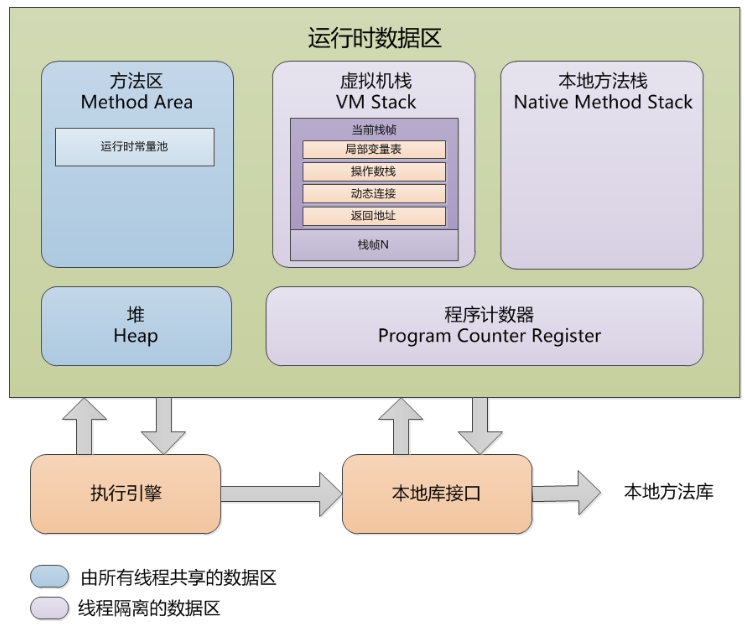 运行时数据区
方法区
Method Area
运行时常量池
虚拟机栈
VM Stack
当前栈帧
局部变量表
操作数栈
动态连接
返回地址
栈帧N
本地方法栈
Native Method Stack
堆
Heap
程序计数器
Program Counter Register
执行引擎
本地库接口
本地方法库
由所有线程共享的数据区
线程隔离的数据区